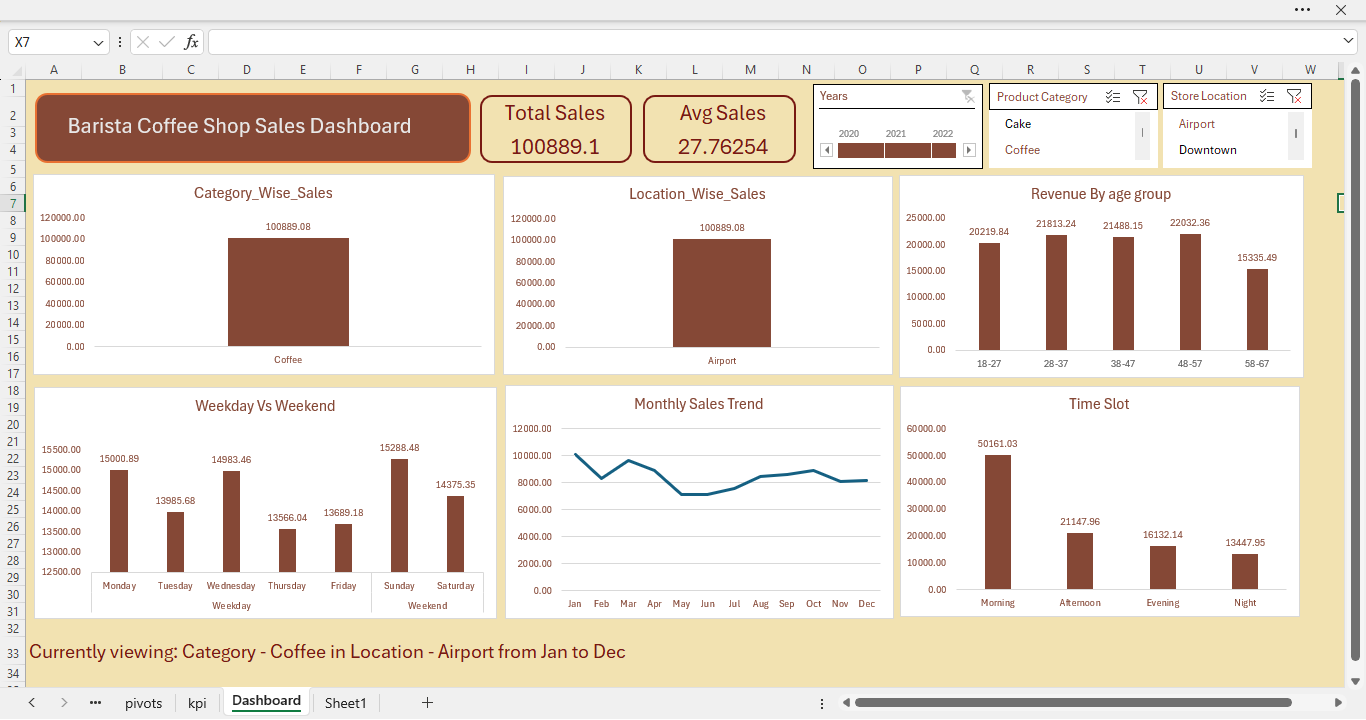 X7
fx
A B C D E F G H I J K L M N O P Q R S T U V W
1
2
3
4
5
6
7
8
9
10
11
12
13
14
15
16
17
18
19
20
21
22
23
24
25
26
27
28
29
30
31
32
33
34
Barista Coffee Shop Sales Dashboard
Total Sales
100889.1
Avg Sales
27.76254
Years
2020 2021 2022
Product Category
Cake
Coffee
Store Location
Airport
Downtown
Category_Wise_Sales
120000.00
100000.00
80000.00
60000.00
40000.00
20000.00
0.00
100889.08
Coffee
Location_Wise_Sales
120000.00
100000.00
80000.00
60000.00
40000.00
20000.00
0.00
100889.08
Airport
Revenue By age group
25000.00
20000.00
15000.00
10000.00
5000.00
0.00
20219.84 21813.24 21488.15 22032.36 15335.49
18-27 28-37 38-47 48-57 58-67
Weekday Vs Weekend
15500.00
15000.00
14500.00
14000.00
13500.00
13000.00
12500.00
15000.89 13985.68 14983.46 13566.04 13689.18 15288.48 14375.35
Monday Tuesday Wednesday Thursday Friday Sunday Saturday
Weekday Weekend
Monthly Sales Trend
12000.00
10000.00
8000.00
6000.00
4000.00
2000.00
0.00
Jan Feb Mar Apr May Jun Jul Aug Sep Oct Nov Dec
Time Slot
60000.00
50000.00
40000.00
30000.00
20000.00
10000.00
0.00
50161.03 21147.96 16132.14 13447.95
Morning Afternoon Evening Night
Currently viewing: Category - Coffee in Location - Airport from Jan to Dec
pivots kpi Dashboard Sheet1